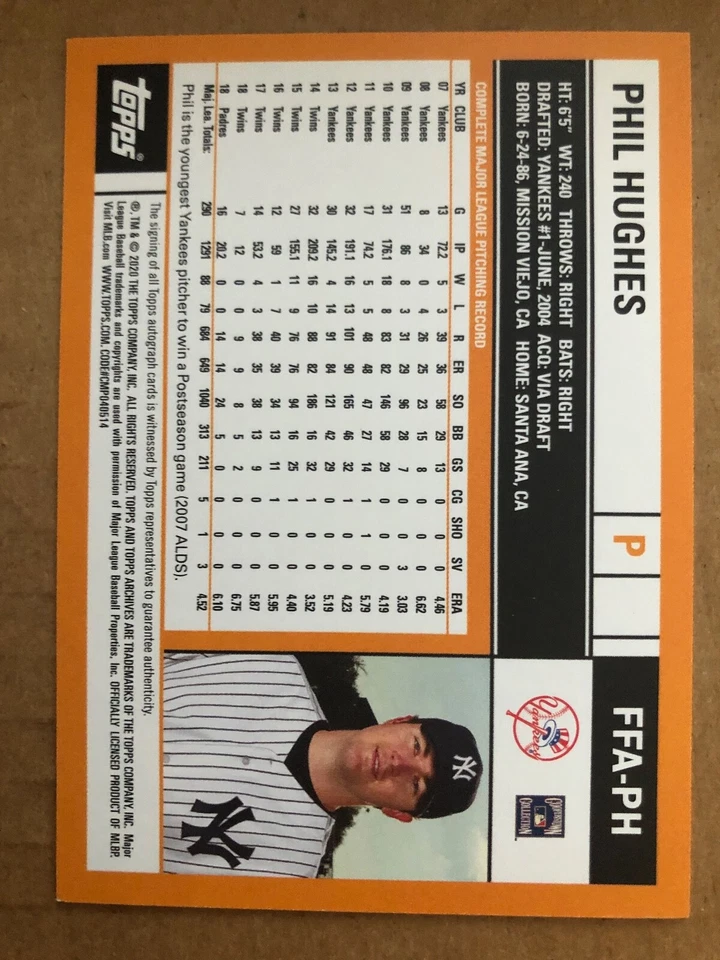 PHIL HUGHES P FFA-PH
HT: 6'5" WT: 240 THROWS: RIGHT BATS: RIGHT
DRAFTED: YANKEES #1-JUNE, 2004 ACQ: VIA DRAFT
BORN: 6-24-86, MISSION VIEJO, CA HOME: SANTA ANA, CA
Yankees
COOPERSTOWN COLLECTION™
COMPLETE MAJOR LEAGUE PITCHING RECORD
YR CLUB G IP W L R ER SO BB GS CG SHO SV ERA
07 Yankees 13 72.2 5 3 39 36 58 29 13 0 0 0 4.46
08 Yankees 8 34 0 4 26 25 23 15 8 0 0 0 6.62
09 Yankees 51 86 8 3 31 29 96 28 7 0 0 3 3.03
10 Yankees 31 176.1 18 8 83 82 146 58 29 0 0 0 4.19
11 Yankees 17 74.2 5 5 48 48 47 27 14 1 1 0 5.79
12 Yankees 32 191.1 16 13 101 90 165 46 32 1 0 0 4.23
13 Yankees 30 145.2 4 14 91 84 121 42 29 0 0 0 5.19
14 Twins 32 209.2 16 10 88 82 186 16 32 1 0 0 3.52
15 Twins 27 155.1 11 9 76 76 94 16 25 1 0 0 4.40
16 Twins 12 59 1 7 40 39 34 13 11 1 0 0 5.95
17 Twins 14 53.2 4 3 38 35 38 13 9 0 0 0 5.87
18 Twins 7 12 0 0 9 9 8 5 2 0 0 0 6.75
18 Padres 16 20.2 0 0 14 14 24 5 0 0 0 0 6.10
Maj. Lea. Totals: 290 1291 88 79 684 649 1040 313 211 5 1 3 4.52
Phil is the youngest Yankees pitcher to win a Postseason game (2007 ALDS).
NY
NY
topps®
The signing of all Topps autograph cards is witnessed by Topps representatives to guarantee authenticity.
®, TM & © 2020 THE TOPPS COMPANY, INC. ALL RIGHTS RESERVED. TOPPS AND TOPPS ARCHIVES ARE TRADEMARKS OF THE TOPPS COMPANY, INC. Major
League Baseball trademarks and copyrights are used with permission of Major League Baseball Properties, Inc. OFFICIALLY LICENSED PRODUCT OF MLBP.
Visit MLB.com WWW.TOPPS.COM. CODE#CMP040514